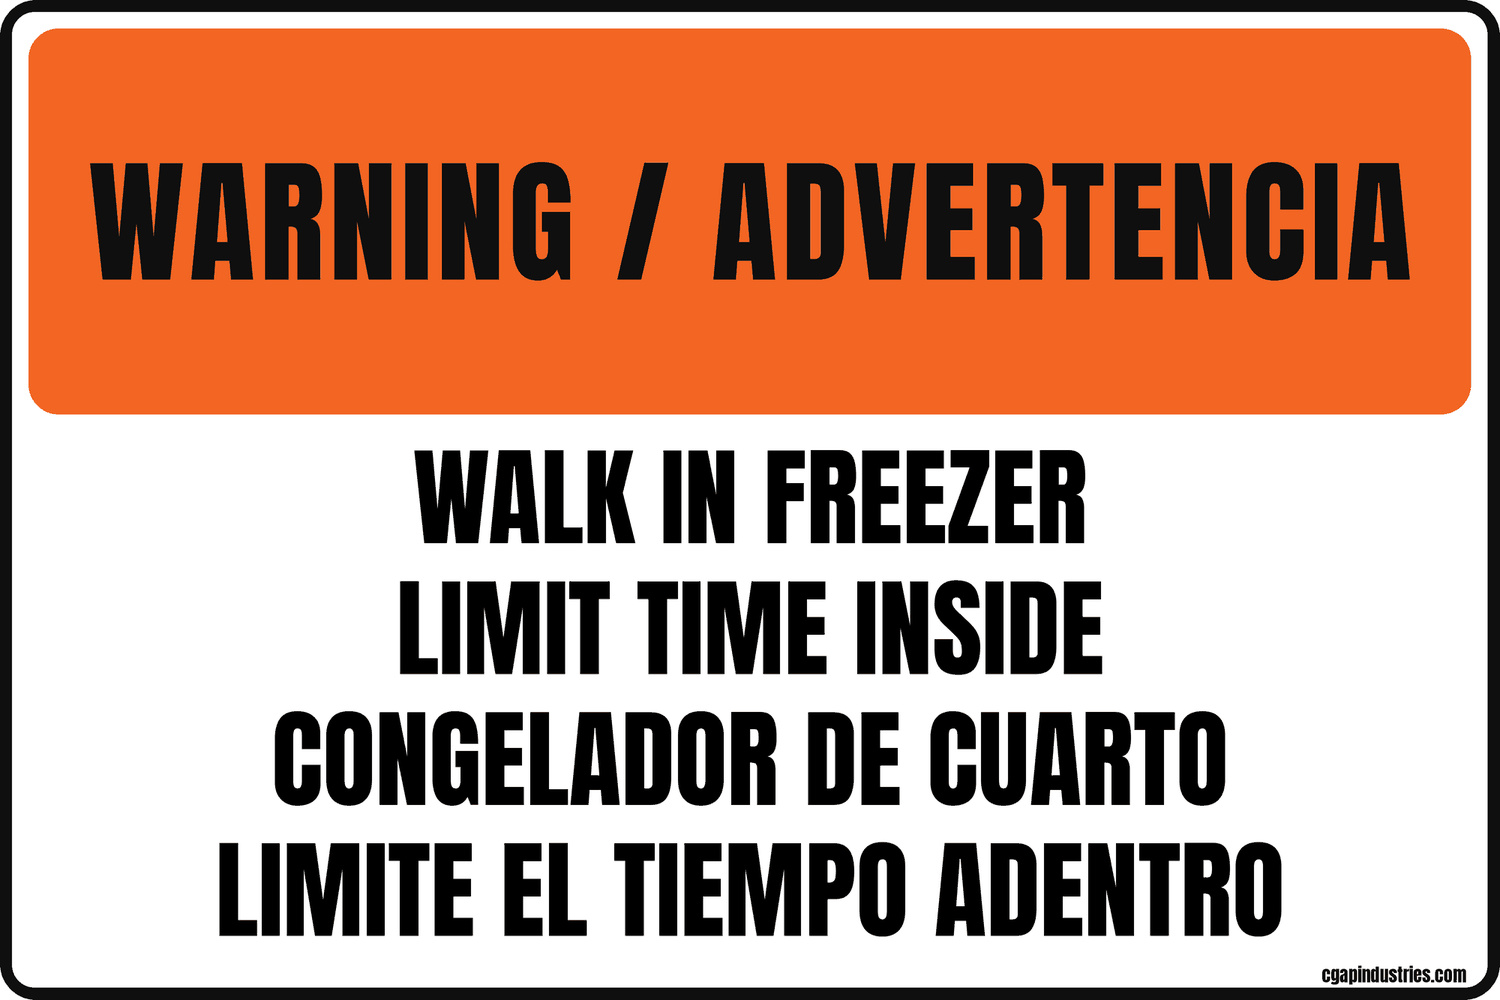 WARNING / ADVERTENCIA
WALK IN FREEZER
LIMIT TIME INSIDE
CONGELADOR DE CUARTO
LIMITE EL TIEMPO ADENTRO
cgapindustries.com